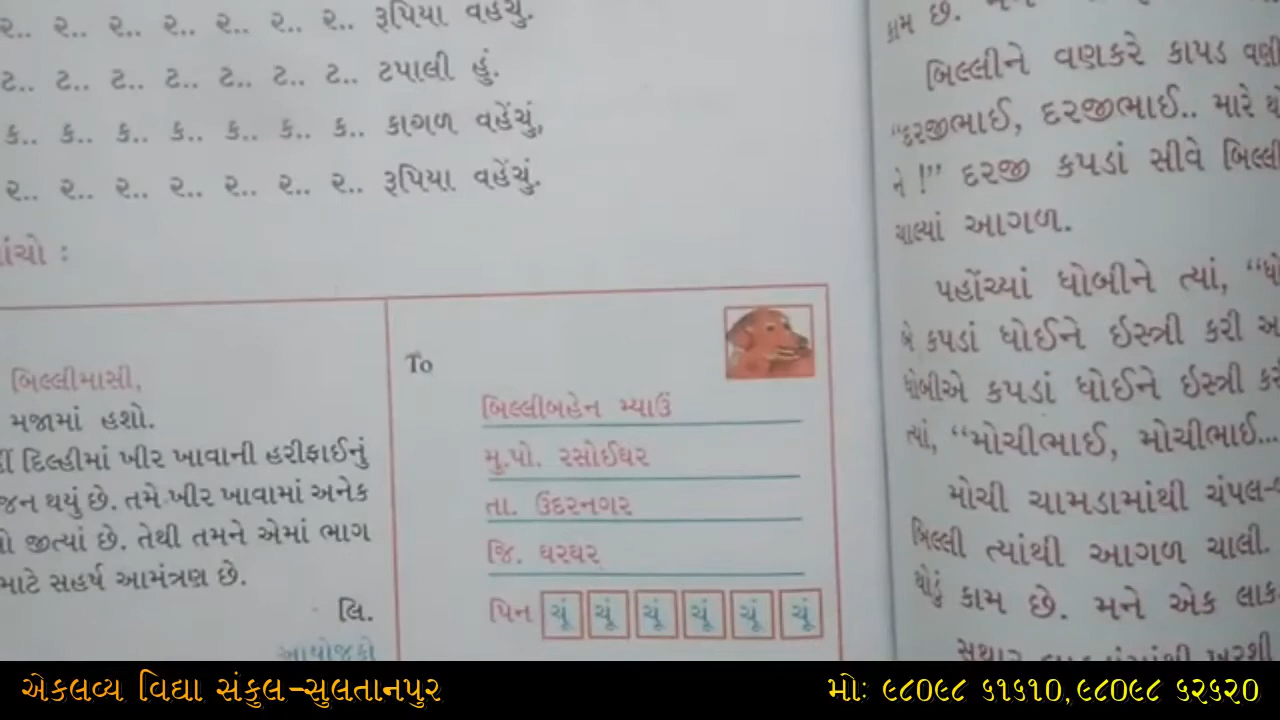 ર.. ર.. ર.. ર.. ર.. ર.. ર.. રૂપિયા વહેંચું.
ટ.. ટ.. ટ.. ટ.. ટ.. ટ.. ટ.. ટપાલી હું.
ક.. ક.. ક.. ક.. ક.. ક.. ક.. કાગળ વહેંચું,
ર.. ર.. ર.. ર.. ર.. ર.. ર.. રૂપિયા વહેંચું.
બિલ્લીમાસી,
મજામાં હશો.
દિલ્હીમાં ખીર ખાવાની હરીફાઈનું
થયું છે. તમે ખીર ખાવામાં અનેક
જીત્યાં છે. તેથી તમને એમાં ભાગ
માટે સહર્ષ આમંત્રણ છે.
લિ.
આયોજકો
To
બિલ્લીબહેન મ્યાઉં
મુ.પો. રસોઈઘર
તા. ઉંદરનગર
જિ. ઘરઘર
પિન ચૂં ચૂં ચૂં ચૂં ચૂં ચૂં
કામ છે.
બિલ્લીને વણકરે કાપડ
“દરજીભાઈ, દરજીભાઈ.. મારે
ને !” દરજી કપડાં સીવે
ચાલ્યાં આગળ.
પહોંચ્યાં ધોબીને ત્યાં,
બે કપડાં ધોઈને ઈસ્ત્રી કરી
ધોબીએ કપડાં ધોઈને ઈસ્ત્રી
ત્યાં, “મોચીભાઈ, મોચીભાઈ...
મોચી ચામડામાંથી ચંપલ
બિલ્લી ત્યાંથી આગળ ચાલી.
થોડું કામ છે. મને એક
એકલવ્ય વિદ્યા સંકુલ-સુલતાનપુર
મો: ૯૮૦૯૮ ૬૧૬૧૦,૯૮૦૯૮ ૬૨૬૨૦